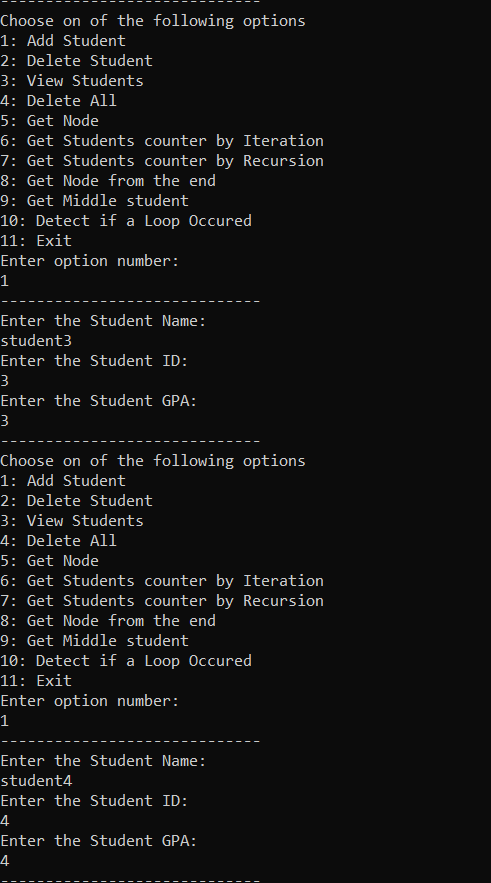 -----------------------------
Choose on of the following options
1: Add Student
2: Delete Student
3: View Students
4: Delete All
5: Get Node
6: Get Students counter by Iteration
7: Get Students counter by Recursion
8: Get Node from the end
9: Get Middle student
10: Detect if a Loop Occured
11: Exit
Enter option number:
1
-----------------------------
Enter the Student Name:
student3
Enter the Student ID:
3
Enter the Student GPA:
3
-----------------------------
Choose on of the following options
1: Add Student
2: Delete Student
3: View Students
4: Delete All
5: Get Node
6: Get Students counter by Iteration
7: Get Students counter by Recursion
8: Get Node from the end
9: Get Middle student
10: Detect if a Loop Occured
11: Exit
Enter option number:
1
-----------------------------
Enter the Student Name:
student4
Enter the Student ID:
4
Enter the Student GPA:
4
-----------------------------